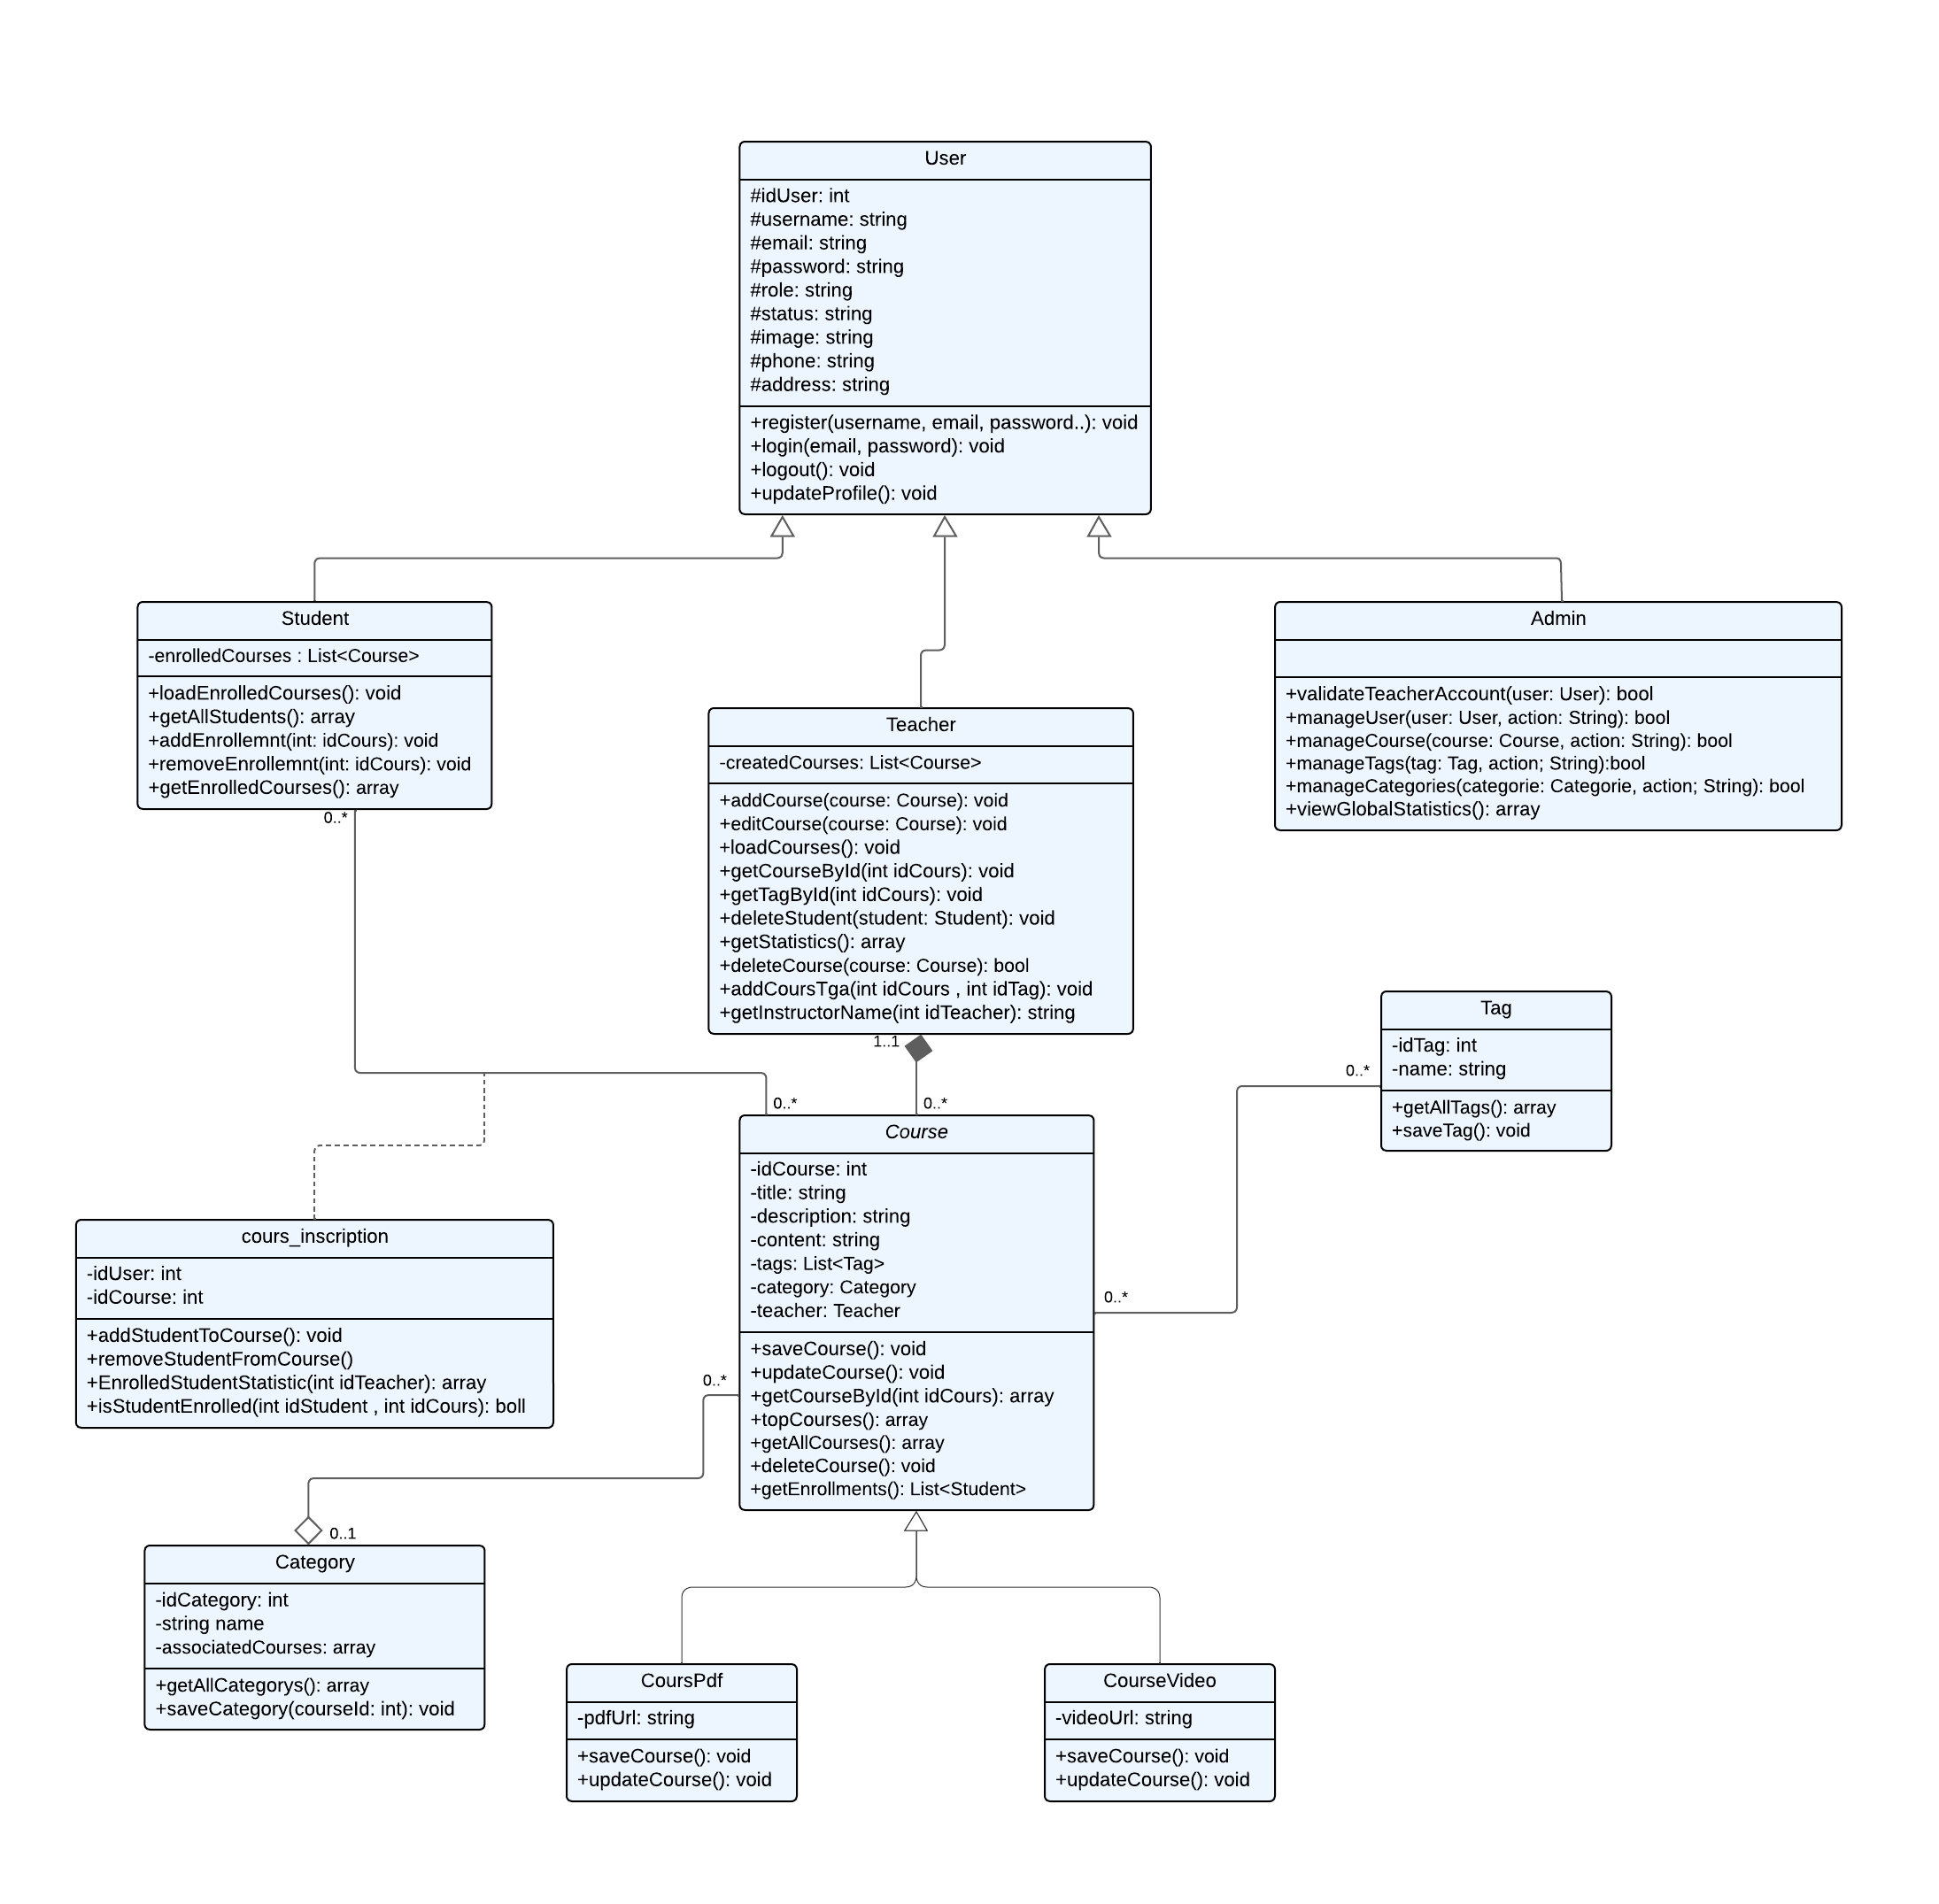 User
#idUser: int
#username: string
#email: string
#password: string
#role: string
#status: string
#image: string
#phone: string
#address: string
+register(username, email, password..): void
+login(email, password): void
+logout(): void
+updateProfile(): void
Student
-enrolledCourses : List<Course>
+loadEnrolledCourses(): void
+getAllStudents(): array
+addEnrollemnt(int: idCours): void
+removeEnrollemnt(int: idCours): void
+getEnrolledCourses(): array
0..*
Admin
+validateTeacherAccount(user: User): bool
+manageUser(user: User, action: String): bool
+manageCourse(course: Course, action: String): bool
+manageTags(tag: Tag, action; String):bool
+manageCategories(categorie: Categorie, action; String): bool
+viewGlobalStatistics(): array
Teacher
-createdCourses: List<Course>
+addCourse(course: Course): void
+editCourse(course: Course): void
+loadCourses(): void
+getCourseById(int idCours): void
+getTagById(int idCours): void
+deleteStudent(student: Student): void
+getStatistics(): array
+deleteCourse(course: Course): bool
+addCoursTga(int idCours , int idTag): void
+getInstructorName(int idTeacher): string
1..1
Tag
-idTag: int
-name: string
+getAllTags(): array
+saveTag(): void
0..*
0..*
0..*
Course
-idCourse: int
-title: string
-description: string
-content: string
-tags: List<Tag>
-category: Category
-teacher: Teacher
+saveCourse(): void
+updateCourse(): void
+getCourseById(int idCours): array
+topCourses(): array
+getAllCourses(): array
+deleteCourse(): void
+getEnrollments(): List<Student>
0..*
0..*
cours_inscription
-idUser: int
-idCourse: int
+addStudentToCourse(): void
+removeStudentFromCourse()
+EnrolledStudentStatistic(int idTeacher): array
+isStudentEnrolled(int idStudent , int idCours): boll
0..1
Category
-idCategory: int
-string name
-associatedCourses: array
+getAllCategorys(): array
+saveCategory(courseId: int): void
CoursPdf
-pdfUrl: string
+saveCourse(): void
+updateCourse(): void
CourseVideo
-videoUrl: string
+saveCourse(): void
+updateCourse(): void